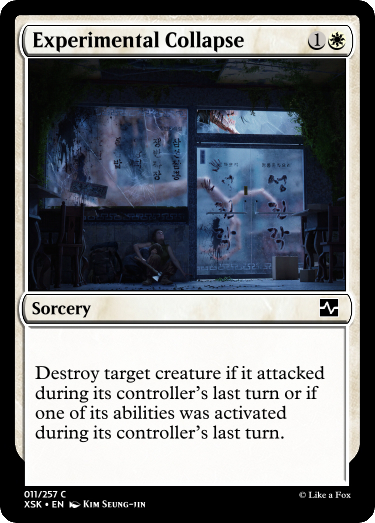 Experimental Collapse 1
Sorcery
Destroy target creature if it attacked
during its controller's last turn or if
one of its abilities was activated
during its controller's last turn.
011/257 C
XSK • EN Kim Seung-jin
© Like a Fox